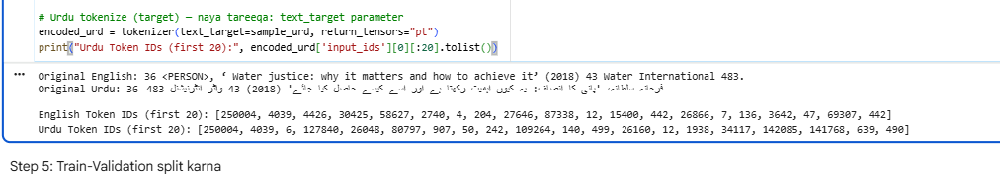 # Urdu tokenize (target) — naya tareeqa: text_target parameter
encoded_urd = tokenizer(text_target=sample_urd, return_tensors="pt")
print("Urdu Token IDs (first 20):", encoded_urd['input_ids'][0][:20].tolist())
Original English: 36 <PERSON>, ‘ Water justice: why it matters and how to achieve it’ (2018) 43 Water International 483.
Original Urdu: 36 فرحانہ سلطانہ، 'پانی کا انصاف: یہ کیوں اہمیت رکھتا ہے اور اسے کیسے حاصل کیا جائے' (2018) 43 واٹر انٹرنیشنل 483۔
English Token IDs (first 20): [250004, 4039, 4426, 30425, 58627, 2740, 4, 204, 27646, 87338, 12, 15400, 442, 26866, 7, 136, 3642, 47, 69307, 442]
Urdu Token IDs (first 20): [250004, 4039, 6, 127840, 26048, 80797, 907, 50, 242, 109264, 140, 499, 26160, 12, 1938, 34117, 142085, 141768, 639, 490]
Step 5: Train-Validation split karna